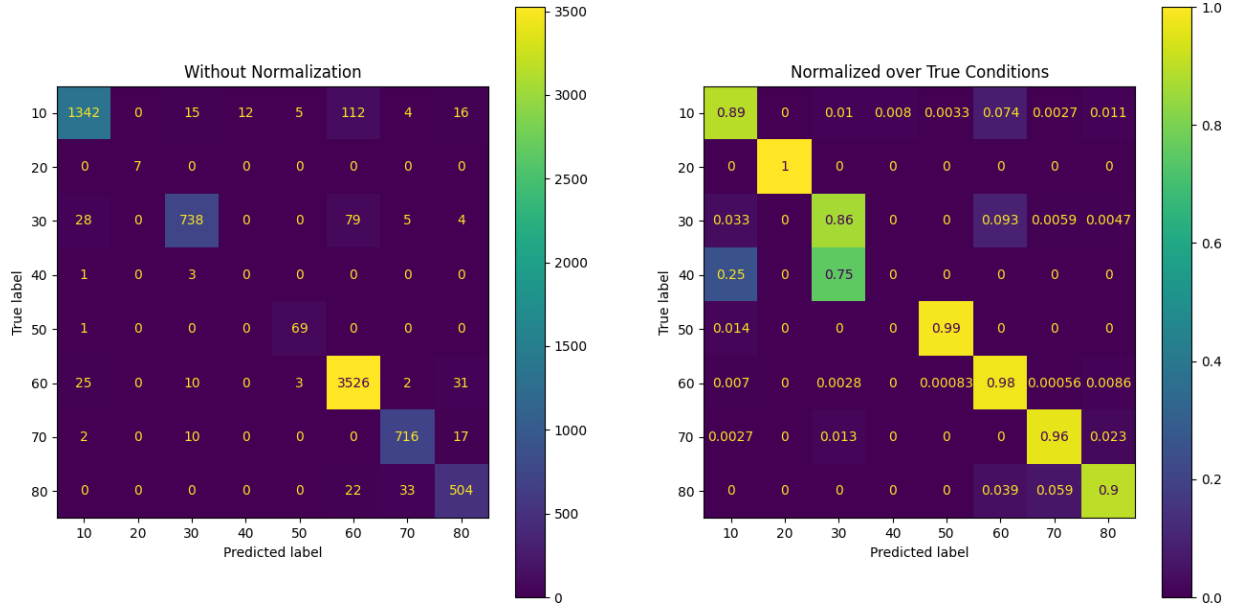 Without Normalization
10 1342 0 15 12 5 112 4 16
20 0 7 0 0 0 0 0 0
30 28 0 738 0 0 79 5 4
40 1 0 3 0 0 0 0 0
50 1 0 0 0 69 0 0 0
60 25 0 10 0 3 3526 2 31
70 2 0 10 0 0 0 716 17
80 0 0 0 0 0 22 33 504
10 20 30 40 50 60 70 80
Predicted label
True label
3500
3000
2500
2000
1500
1000
500
0
Normalized over True Conditions
10 0.89 0 0.01 0.008 0.0033 0.074 0.0027 0.011
20 0 1 0 0 0 0 0 0
30 0.033 0 0.86 0 0 0.093 0.0059 0.0047
40 0.25 0 0.75 0 0 0 0 0
50 0.014 0 0 0 0.99 0 0 0
60 0.007 0 0.0028 0 0.00083 0.98 0.00056 0.0086
70 0.0027 0 0.013 0 0 0 0.96 0.023
80 0 0 0 0 0 0.039 0.059 0.9
10 20 30 40 50 60 70 80
Predicted label
True label
1.0
0.8
0.6
0.4
0.2
0.0